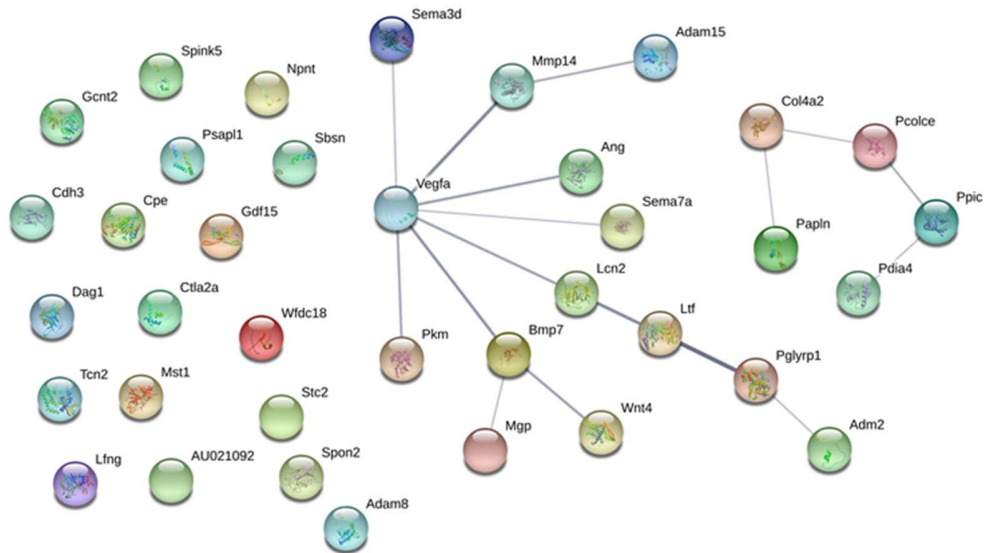 Sema3d
Adam15
Spink5
Mmp14
Npnt
Gcnt2
Col4a2
Pcolce
Psapl1
Sbsn
Ang
Vegfa
Cdh3
Cpe
Gdf15
Sema7a
Ppic
Papln
Lcn2
Pdia4
Dag1
Ctla2a
Wfdc18
Ltf
Pkm
Bmp7
Pglyrp1
Tcn2
Mst1
Stc2
Wnt4
Mgp
Adm2
Lfng
AU021092
Spon2
Adam8